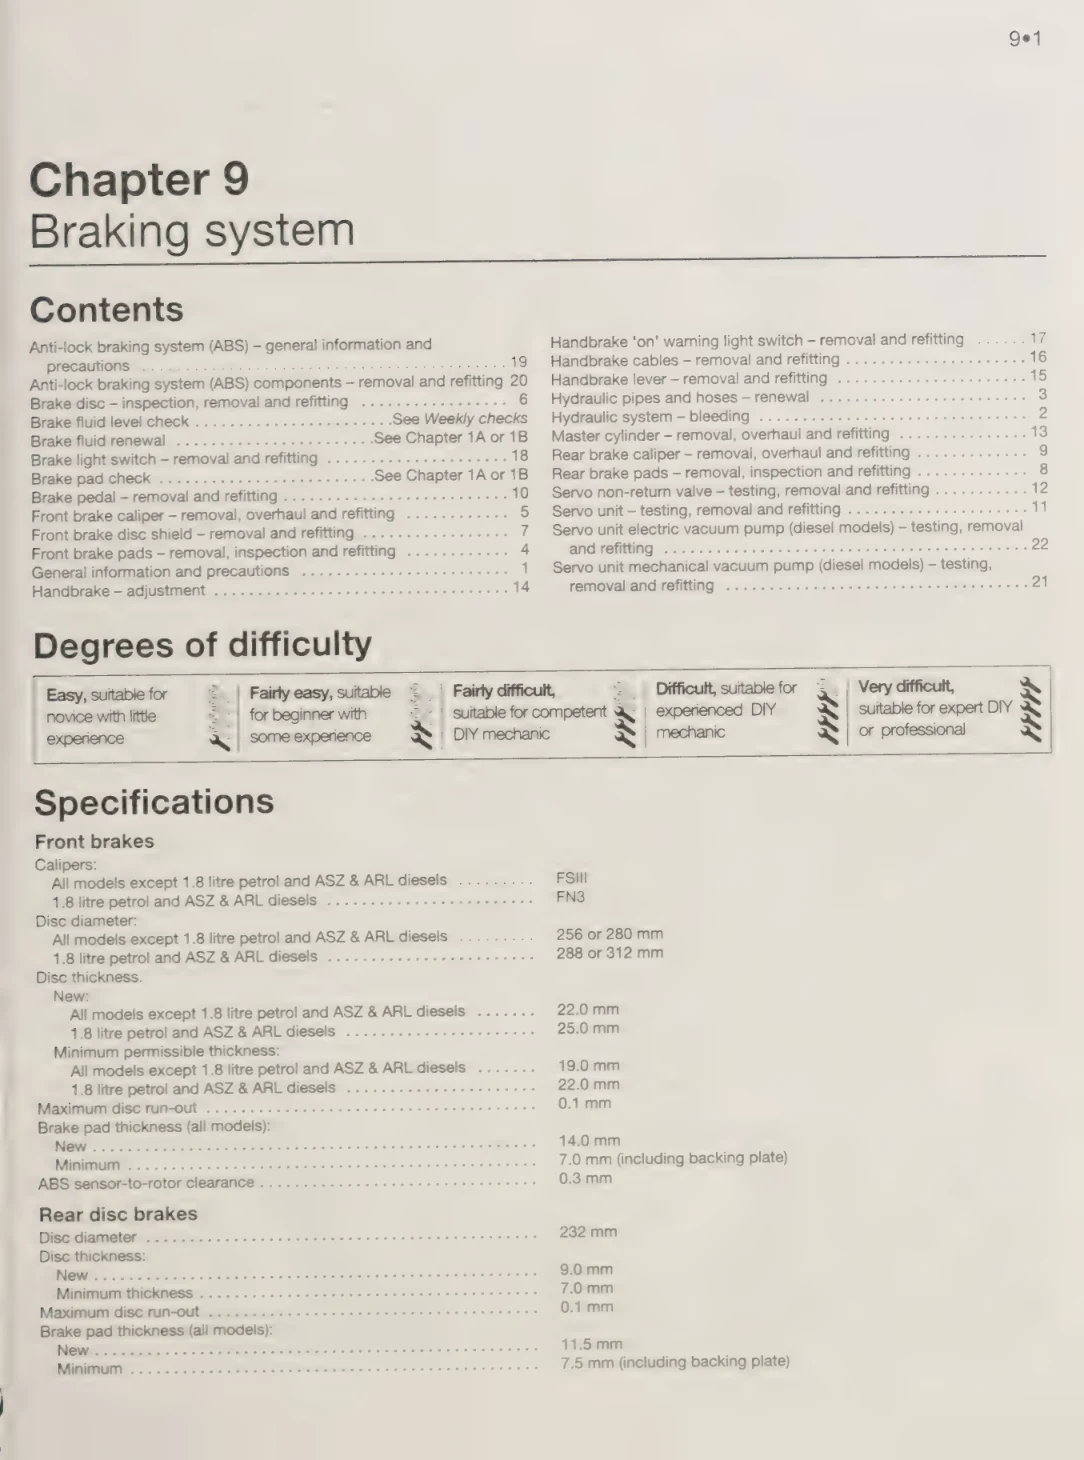 9•1
Chapter 9
Braking system
Contents
Anti-lock braking system (ABS) – general information and
precautions . . . . . . . . . . 19
Anti-lock braking system (ABS) components – removal and refitting 20
Brake disc – inspection, removal and refitting . . . . . . . . . . 6
Brake fluid level check . . . . . . . . . . See Weekly checks
Brake fluid renewal . . . . . . . . . . See Chapter 1A or 1B
Brake light switch – removal and refitting . . . . . . . . . . 18
Brake pad check . . . . . . . . . . See Chapter 1A or 1B
Brake pedal – removal and refitting . . . . . . . . . . 10
Front brake caliper – removal, overhaul and refitting . . . . . . . . . . 5
Front brake disc shield – removal and refitting . . . . . . . . . . 7
Front brake pads – removal, inspection and refitting . . . . . . . . . . 4
General information and precautions . . . . . . . . . . 1
Handbrake – adjustment . . . . . . . . . . 14
Handbrake 'on' warning light switch – removal and refitting . . . . . . 17
Handbrake cables – removal and refitting . . . . . . . . . . 16
Handbrake lever – removal and refitting . . . . . . . . . . 15
Hydraulic pipes and hoses – renewal . . . . . . . . . . 3
Hydraulic system – bleeding . . . . . . . . . . 2
Master cylinder – removal, overhaul and refitting . . . . . . . . . . 13
Rear brake caliper – removal, overhaul and refitting . . . . . . . . . . 9
Rear brake pads – removal, inspection and refitting . . . . . . . . . . 8
Servo non-return valve – testing, removal and refitting . . . . . . . . . . 12
Servo unit – testing, removal and refitting . . . . . . . . . . 11
Servo unit electric vacuum pump (diesel models) – testing, removal
and refitting . . . . . . . . . . 22
Servo unit mechanical vacuum pump (diesel models) – testing,
removal and refitting . . . . . . . . . . 21
Degrees of difficulty
Easy, suitable for
novice with little
experience
Fairly easy, suitable
for beginner with
some experience
Fairly difficult,
suitable for competent
DIY mechanic
Difficult, suitable for
experienced DIY
mechanic
Very difficult,
suitable for expert DIY
or professional
Specifications
Front brakes
Calipers:
All models except 1.8 litre petrol and ASZ & ARL diesels . . . . . . . . . FSIII
1.8 litre petrol and ASZ & ARL diesels . . . . . . . . . . FN3
Disc diameter:
All models except 1.8 litre petrol and ASZ & ARL diesels . . . . . . . . . 256 or 280 mm
1.8 litre petrol and ASZ & ARL diesels . . . . . . . . . . 288 or 312 mm
Disc thickness.
New:
All models except 1.8 litre petrol and ASZ & ARL diesels . . . . . . . 22.0 mm
1.8 litre petrol and ASZ & ARL diesels . . . . . . . . . . 25.0 mm
Minimum permissible thickness:
All models except 1.8 litre petrol and ASZ & ARL diesels . . . . . . . 19.0 mm
1.8 litre petrol and ASZ & ARL diesels . . . . . . . . . . 22.0 mm
Maximum disc run-out . . . . . . . . . . 0.1 mm
Brake pad thickness (all models):
New . . . . . . . . . . 14.0 mm
Minimum . . . . . . . . . . 7.0 mm (including backing plate)
ABS sensor-to-rotor clearance . . . . . . . . . . 0.3 mm
Rear disc brakes
Disc diameter . . . . . . . . . . 232 mm
Disc thickness:
New . . . . . . . . . . 9.0 mm
Minimum thickness . . . . . . . . . . 7.0 mm
Maximum disc run-out . . . . . . . . . . 0.1 mm
Brake pad thickness (all models):
New . . . . . . . . . . 11.5 mm
Minimum . . . . . . . . . . 7.5 mm (including backing plate)